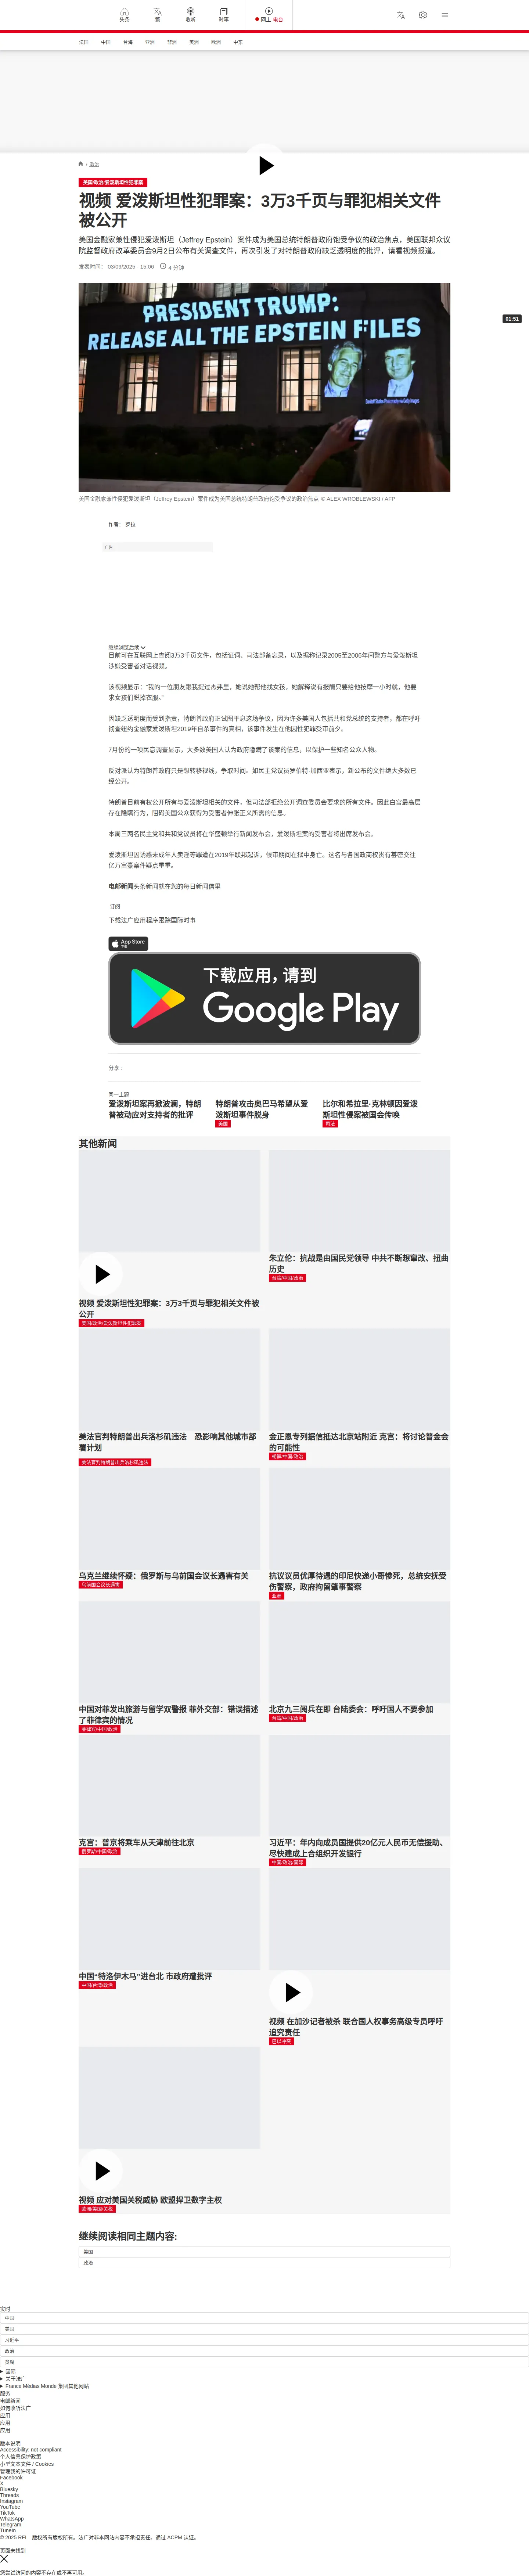 头条
繁
收听
时事
网上 电台
法国
中国
台海
亚洲
非洲
美洲
欧洲
中东
/ 政治
美国/政治/爱泼斯坦性犯罪案
视频 爱泼斯坦性犯罪案：3万3千页与罪犯相关文件被公开
美国金融家兼性侵犯爱泼斯坦（Jeffrey Epstein）案件成为美国总统特朗普政府饱受争议的政治焦点，美国联邦众议院监督政府改革委员会9月2日公布有关调查文件，再次引发了对特朗普政府缺乏透明度的批评，请看视频报道。
发表时间： 03/09/2025 - 15:06
4 分钟
01:51
PRESIDENT TRUMP:
RELEASE ALL THE EPSTEIN FILES
美国金融家兼性侵犯爱泼斯坦（Jeffrey Epstein）案件成为美国总统特朗普政府饱受争议的政治焦点 © ALEX WROBLEWSKI / AFP
作者： 罗拉
广告
继续浏览后续
目前可在互联网上查阅3万3千页文件，包括证词、司法部备忘录，以及据称记录2005至2006年间警方与爱泼斯坦涉嫌受害者对话视频。
该视频显示：“我的一位朋友跟我提过杰弗里，她说她帮他找女孩，她解释说有报酬只要给他按摩一小时就，他要求女孩们脱掉衣服。”
因缺乏透明度而受到指责，特朗普政府正试图平息这场争议，因为许多美国人包括共和党总统的支持者，都在呼吁彻查纽约金融家爱泼斯坦2019年自杀事件的真相，该事件发生在他因性犯罪受审前夕。
7月份的一项民意调查显示，大多数美国人认为政府隐瞒了该案的信息，以保护一些知名公众人物。
反对派认为特朗普政府只是想转移视线，争取时间。如民主党议员罗伯特·加西亚表示，新公布的文件绝大多数已经公开。
特朗普目前有权公开所有与爱泼斯坦相关的文件，但司法部拒绝公开调查委员会要求的所有文件。因此白宫最高层存在隐瞒行为，阻碍美国公众获得为受害者伸张正义所需的信息。
本周三两名民主党和共和党议员将在华盛顿举行新闻发布会，爱泼斯坦案的受害者将出席发布会。
爱泼斯坦因诱惑未成年人卖淫等罪遭在2019年联邦起诉，候审期间在狱中身亡。这名与各国政商权贵有甚密交往亿万富豪案件疑点重重。
电邮新闻头条新闻就在您的每日新闻信里
订阅
下载法广应用程序跟踪国际时事
App Store
下载
下载应用，请到
Google Play
分享 :
同一主题
爱泼斯坦案再掀波澜，特朗普被动应对支持者的批评
特朗普攻击奥巴马希望从爱泼斯坦事件脱身
美国
比尔和希拉里·克林顿因爱泼斯坦性侵案被国会传唤
司法
其他新闻
视频 爱泼斯坦性犯罪案：3万3千页与罪犯相关文件被公开
美国/政治/爱泼斯坦性犯罪案
朱立伦：抗战是由国民党领导 中共不断想窜改、扭曲历史
台湾/中国/政治
美法官判特朗普出兵洛杉矶违法　恐影响其他城市部署计划
美法官判特朗普出兵洛杉矶违法
金正恩专列据信抵达北京站附近 克宫：将讨论普金会的可能性
朝鲜/中国/政治
乌克兰继续怀疑：俄罗斯与乌前国会议长遇害有关
乌前国会议长遇害
抗议议员优厚待遇的印尼快递小哥惨死，总统安抚受伤警察，政府拘留肇事警察
亚洲
中国对菲发出旅游与留学双警报 菲外交部：错误描述了菲律宾的情况
菲律宾/中国/政治
北京九三阅兵在即 台陆委会：呼吁国人不要参加
台湾/中国/政治
克宫：普京将乘车从天津前往北京
俄罗斯/中国/政治
习近平：年内向成员国提供20亿元人民币无偿援助、尽快建成上合组织开发银行
中国/政治/国际
中国“特洛伊木马”进台北 市政府遭批评
中国/台湾/政治
视频 在加沙记者被杀 联合国人权事务高级专员呼吁追究责任
巴以冲突
视频 应对美国关税威胁 欧盟捍卫数字主权
欧洲/美国/关税
继续阅读相同主题内容:
美国
政治
实时
中国
美国
习近平
政治
贪腐
国际
关于法广
France Médias Monde 集团其他网站
服务
电邮新闻
如何收听法广
应用
应用
应用
版本说明
Accessibility: not compliant
个人信息保护政策
小型文本文件 / Cookies
管理我的许可证
Facebook
X
Bluesky
Threads
Instagram
YouTube
TikTok
WhatsApp
Telegram
TuneIn
© 2025 RFI – 版权所有版权所有。法广对非本网站内容不承担责任。通过 ACPM 认证。
页面未找到
您尝试访问的内容不存在或不再可用。